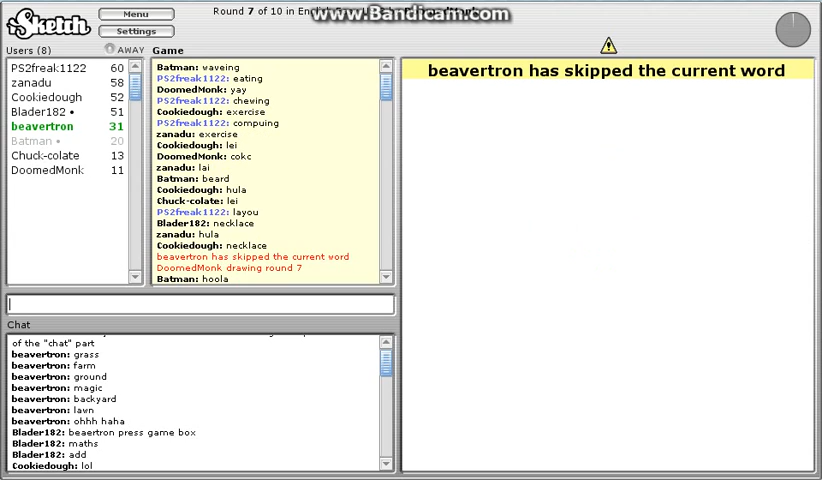 iSketch
Menu
Settings
Round 7 of 10 in English
www.Bandicam.com
Users (8)
AWAY
Game
PS2freak1122 60
zanadu 58
Cookiedough 52
Blader182 • 51
beavertron 31
Batman • 20
Chuck-colate 13
DoomedMonk 11
Batman: waveing
PS2freak1122: eating
DoomedMonk: yay
PS2freak1122: chewing
Cookiedough: exercise
PS2freak1122: compuing
zanadu: exercise
Cookiedough: lei
DoomedMonk: cokc
zanadu: lai
Batman: beard
Cookiedough: hula
Chuck-colate: lei
PS2freak1122: layou
Blader182: necklace
zanadu: hula
Cookiedough: necklace
beavertron has skipped the current word
DoomedMonk drawing round 7
Batman: hoola
beavertron has skipped the current word
Chat
of the "chat" part
beavertron: grass
beavertron: farm
beavertron: ground
beavertron: magic
beavertron: backyard
beavertron: lawn
beavertron: ohhh haha
Blader182: beaertron press game box
Blader182: maths
Blader182: add
Cookiedough: lol